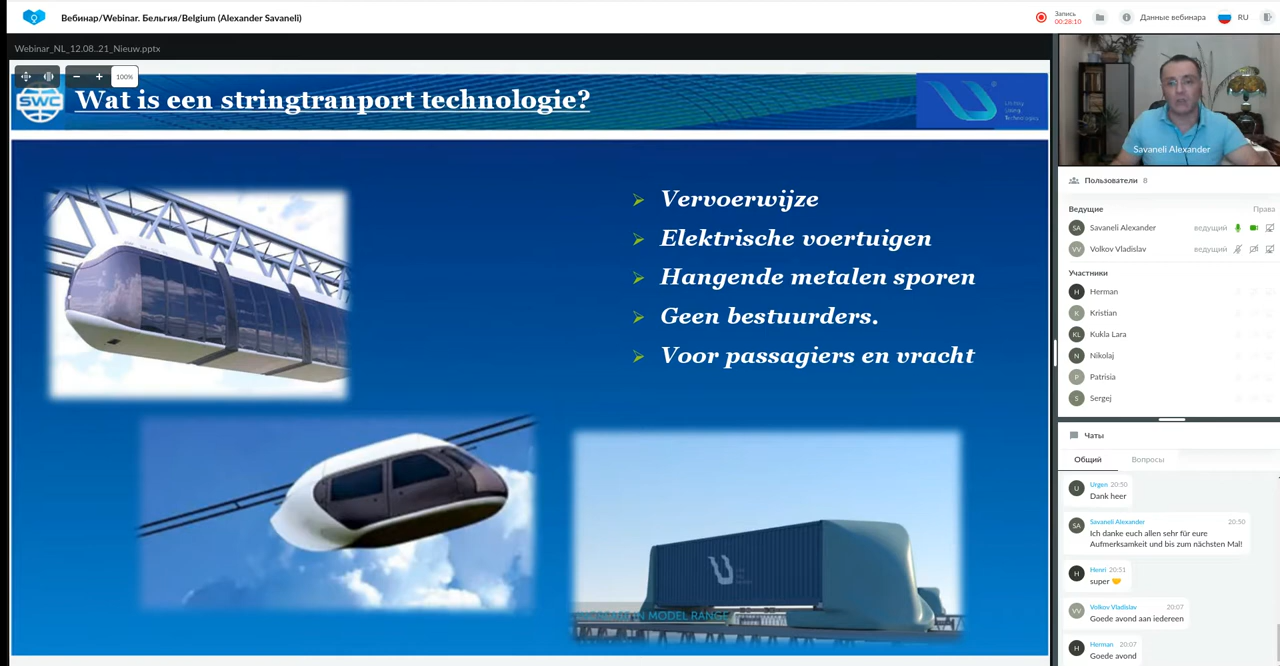 Вебинар/Webinar. Бельгия/Belgium (Alexander Savaneli)
Запись
00:28:10
Данные вебинара
RU
Webinar_NL_12.08..21_Nieuw.pptx
100%
SWC
Wat is een stringtranport technologie?
Vervoerwijze
Elektrische voertuigen
Hangende metalen sporen
Geen bestuurders.
Voor passagiers en vracht
Savaneli Alexander
Пользователи 8
Ведущие
Права
SA Savaneli Alexander ведущий
VV Volkov Vladislav ведущий
Участники
H Herman
K Kristian
KL Kukla Lara
N Nikolaj
P Patrisia
S Sergej
Чаты
Общий
Вопросы
U Urgen 20:50
Dank heer
SA Savaneli Alexander 20:50
Ich danke euch allen sehr für eure
Aufmerksamkeit und bis zum nächsten Mal!
H Henri 20:51
super 🤝
VV Volkov Vladislav 20:07
Goede avond aan iedereen
H Herman 20:07
Goede avond